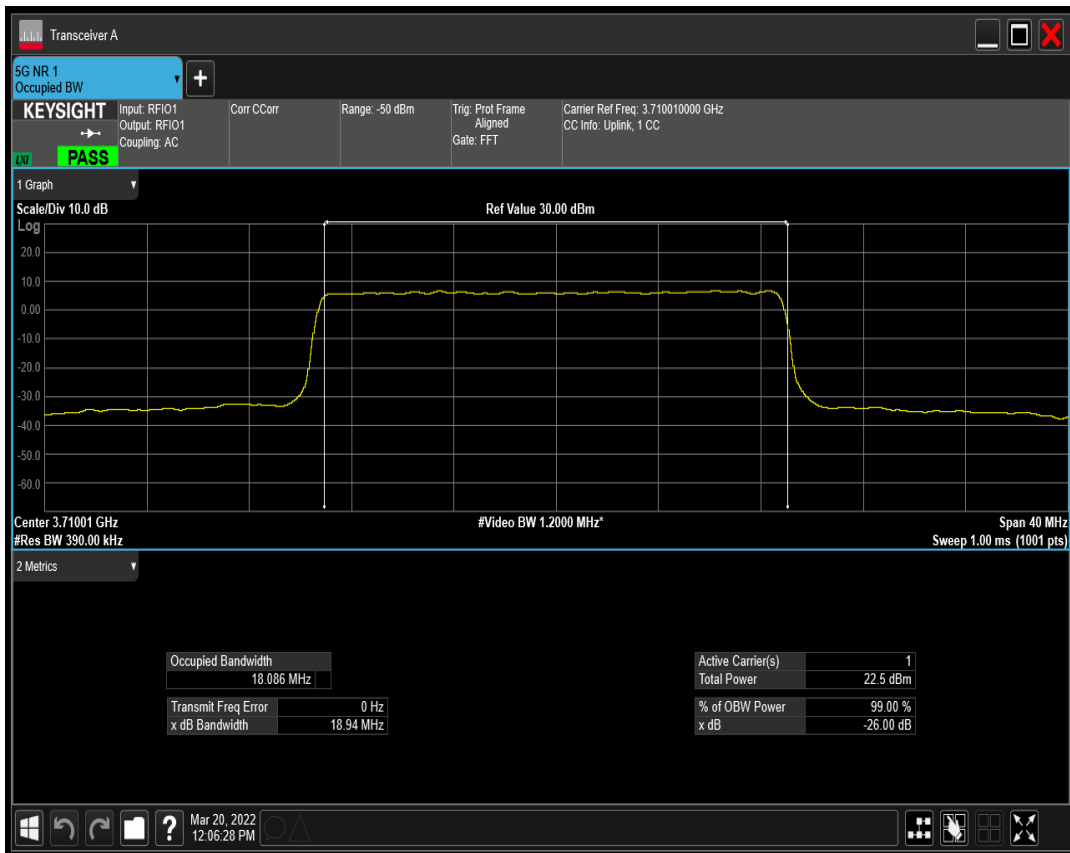 Transceiver A
5G NR 1
Occupied BW
+
KEYSIGHT
LXI
PASS
Input: RFIO1
Output: RFIO1
Coupling: AC
Corr CCorr
Range: -50 dBm
Trig: Prot Frame
Aligned
Gate: FFT
Carrier Ref Freq: 3.710010000 GHz
CC Info: Uplink, 1 CC
1 Graph
Scale/Div 10.0 dB
Ref Value 30.00 dBm
Log
20.0
10.0
0.00
-10.0
-20.0
-30.0
-40.0
-50.0
-60.0
Center 3.71001 GHz
#Video BW 1.2000 MHz*
Span 40 MHz
#Res BW 390.00 kHz
Sweep 1.00 ms (1001 pts)
2 Metrics
Occupied Bandwidth
18.086 MHz
Transmit Freq Error 0 Hz
x dB Bandwidth 18.94 MHz
Active Carrier(s) 1
Total Power 22.5 dBm
% of OBW Power 99.00 %
x dB -26.00 dB
?
Mar 20, 2022
12:06:28 PM